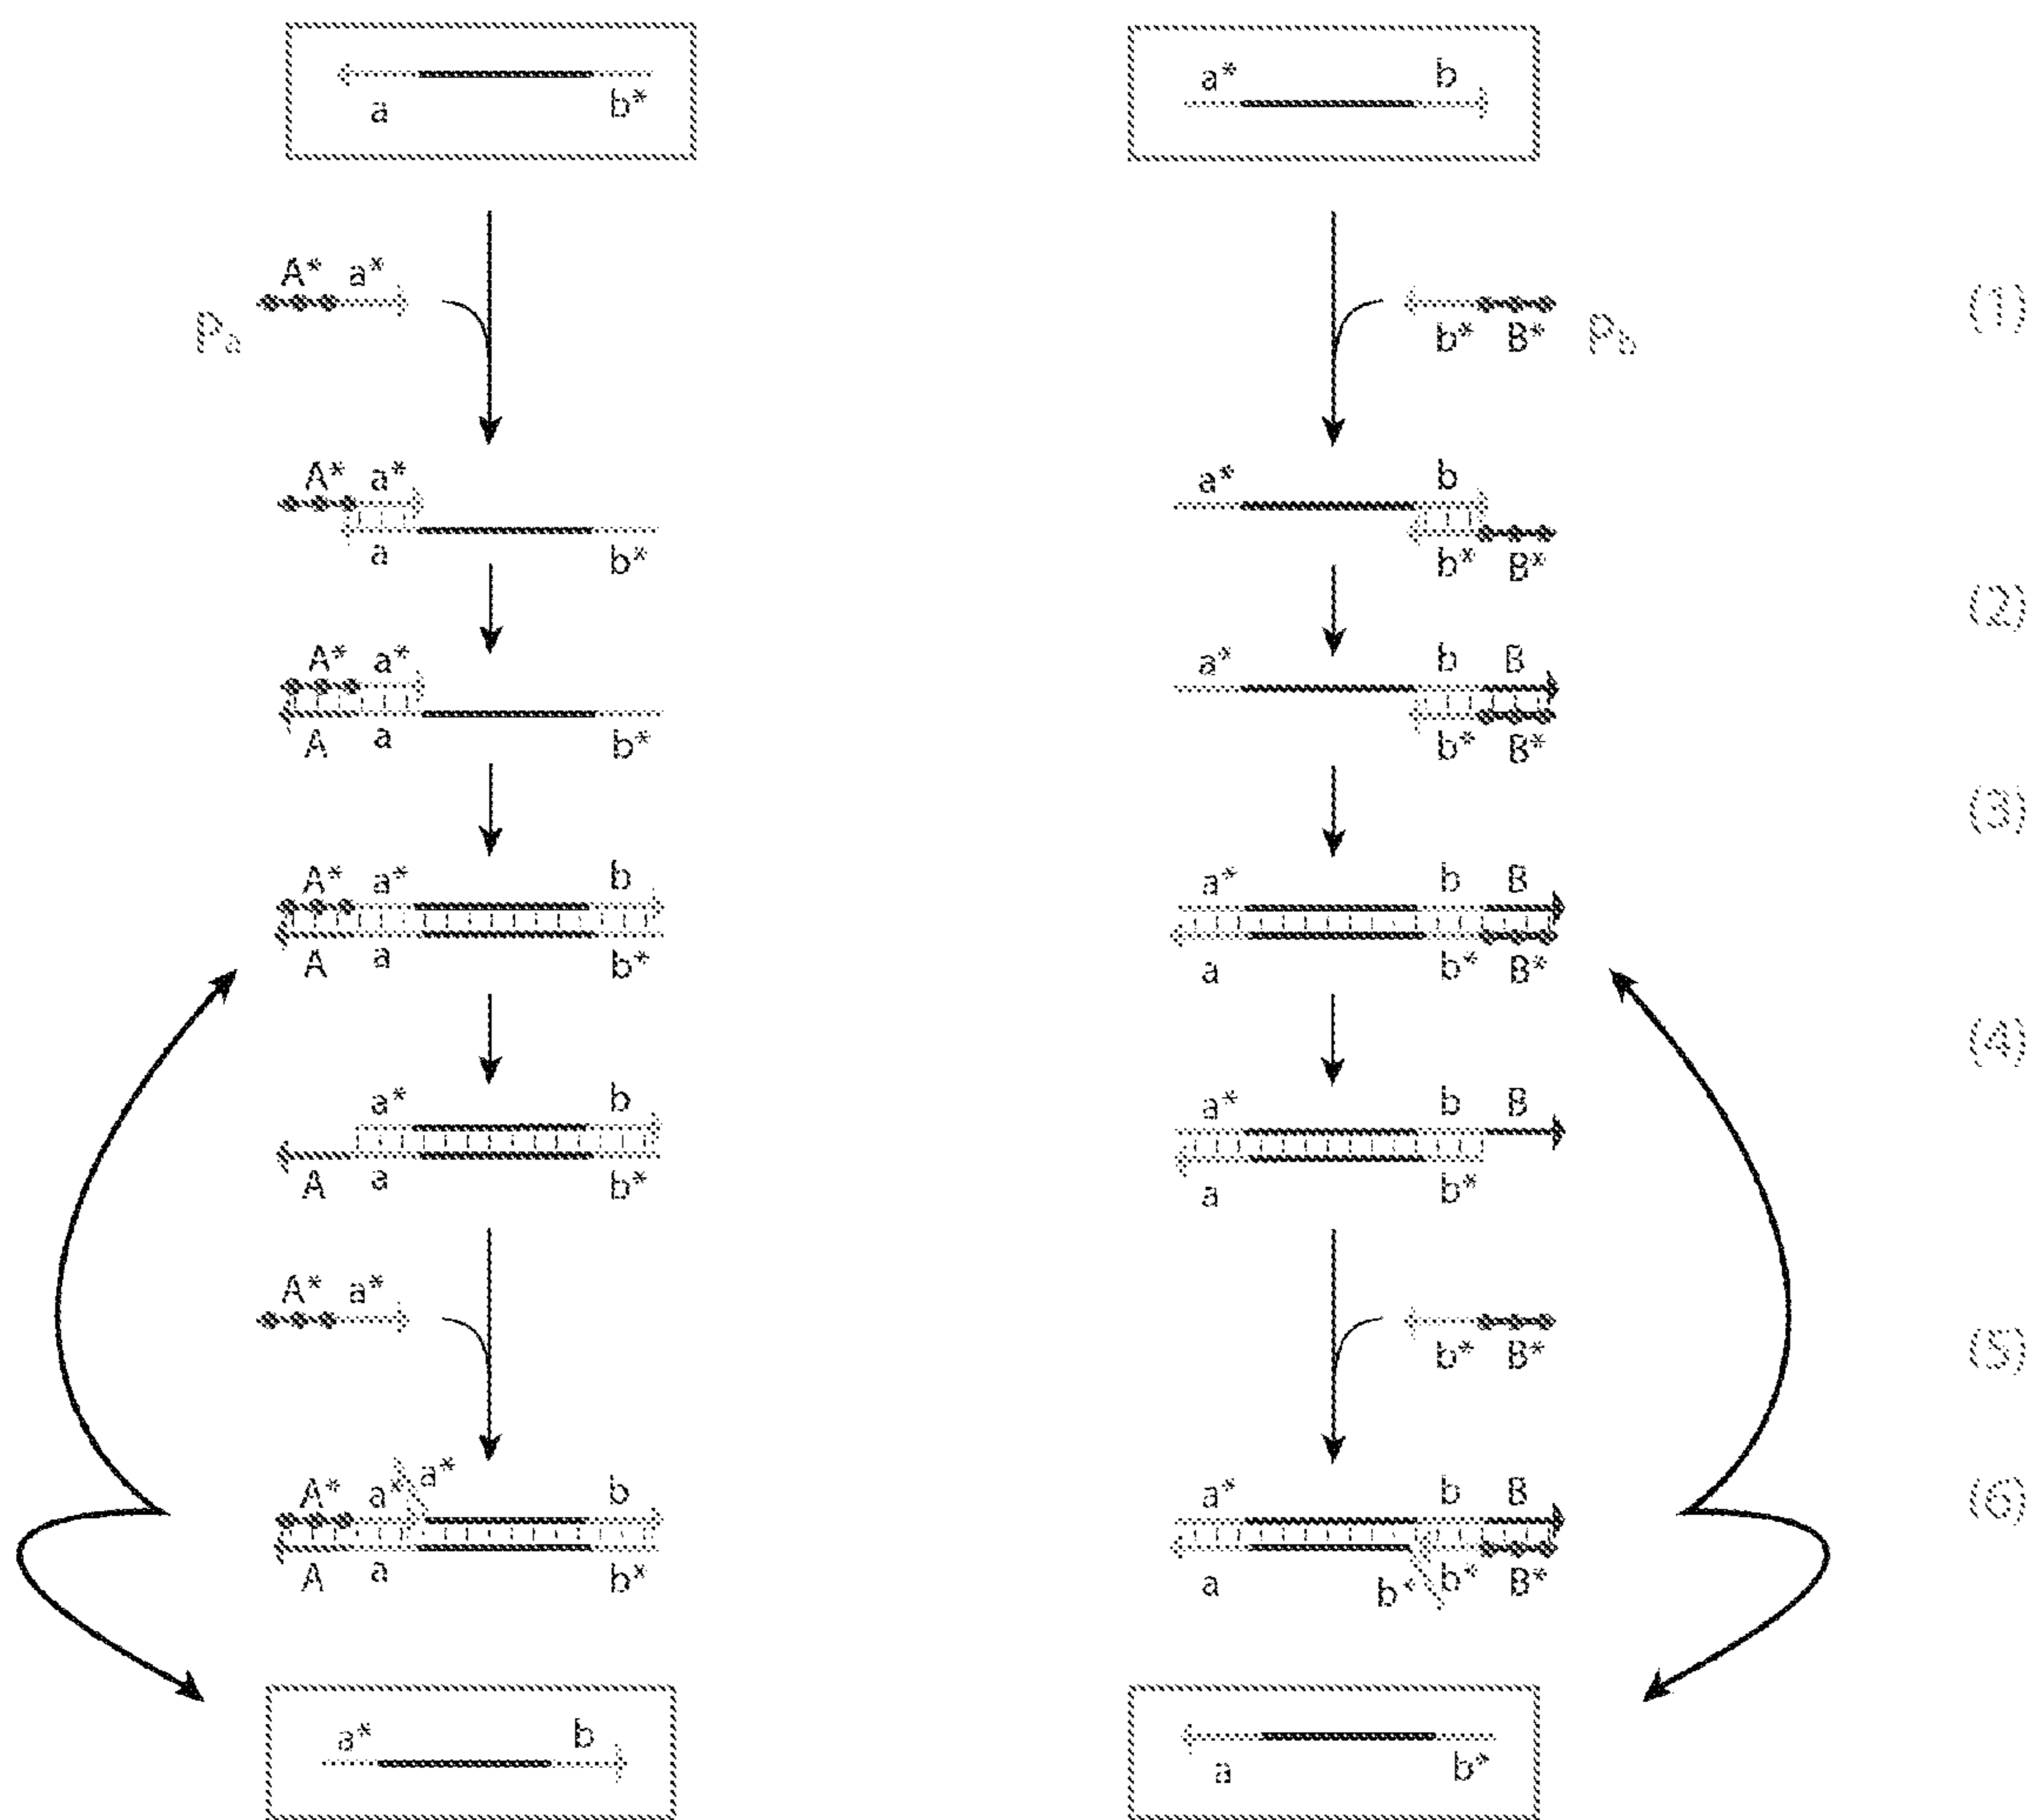 a* b
a b*
A* a*
Pa
b* B*
Pb
(1)
A* a*
a b*
a* b
b* B*
(2)
A* a*
A a b*
a* b B
b* B*
(3)
A* a* b
A a b*
a* b B
a b* B*
(4)
a* b
A a b*
a* b B
a b*
A* a*
b* B*
(5)
A* a* a* b
A a b*
a* b B
a b* b* B*
(6)
a* b
a b*